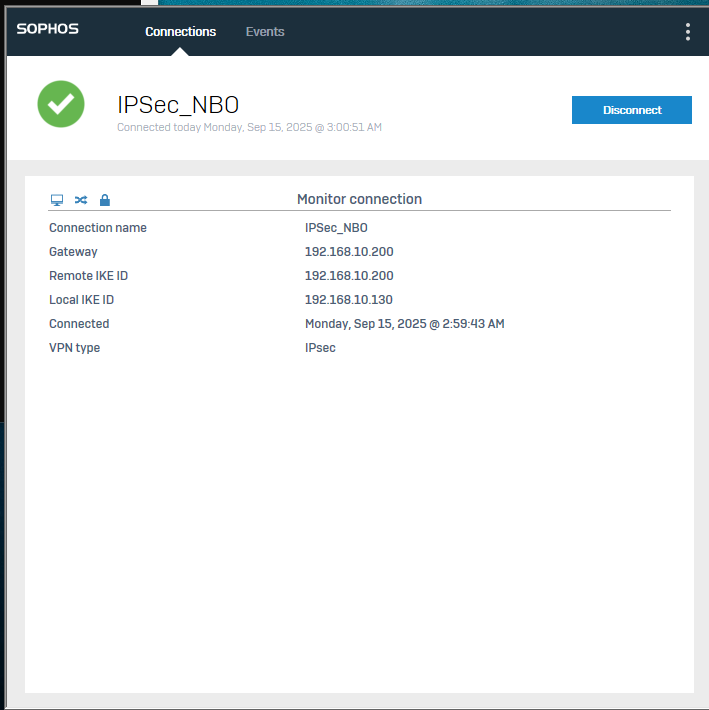 SOPHOS Connections Events
IPSec_NBO
Connected today Monday, Sep 15, 2025 @ 3:00:51 AM
Disconnect
Monitor connection
Connection name IPSec_NBO
Gateway 192.168.10.200
Remote IKE ID 192.168.10.200
Local IKE ID 192.168.10.130
Connected Monday, Sep 15, 2025 @ 2:59:43 AM
VPN type IPsec